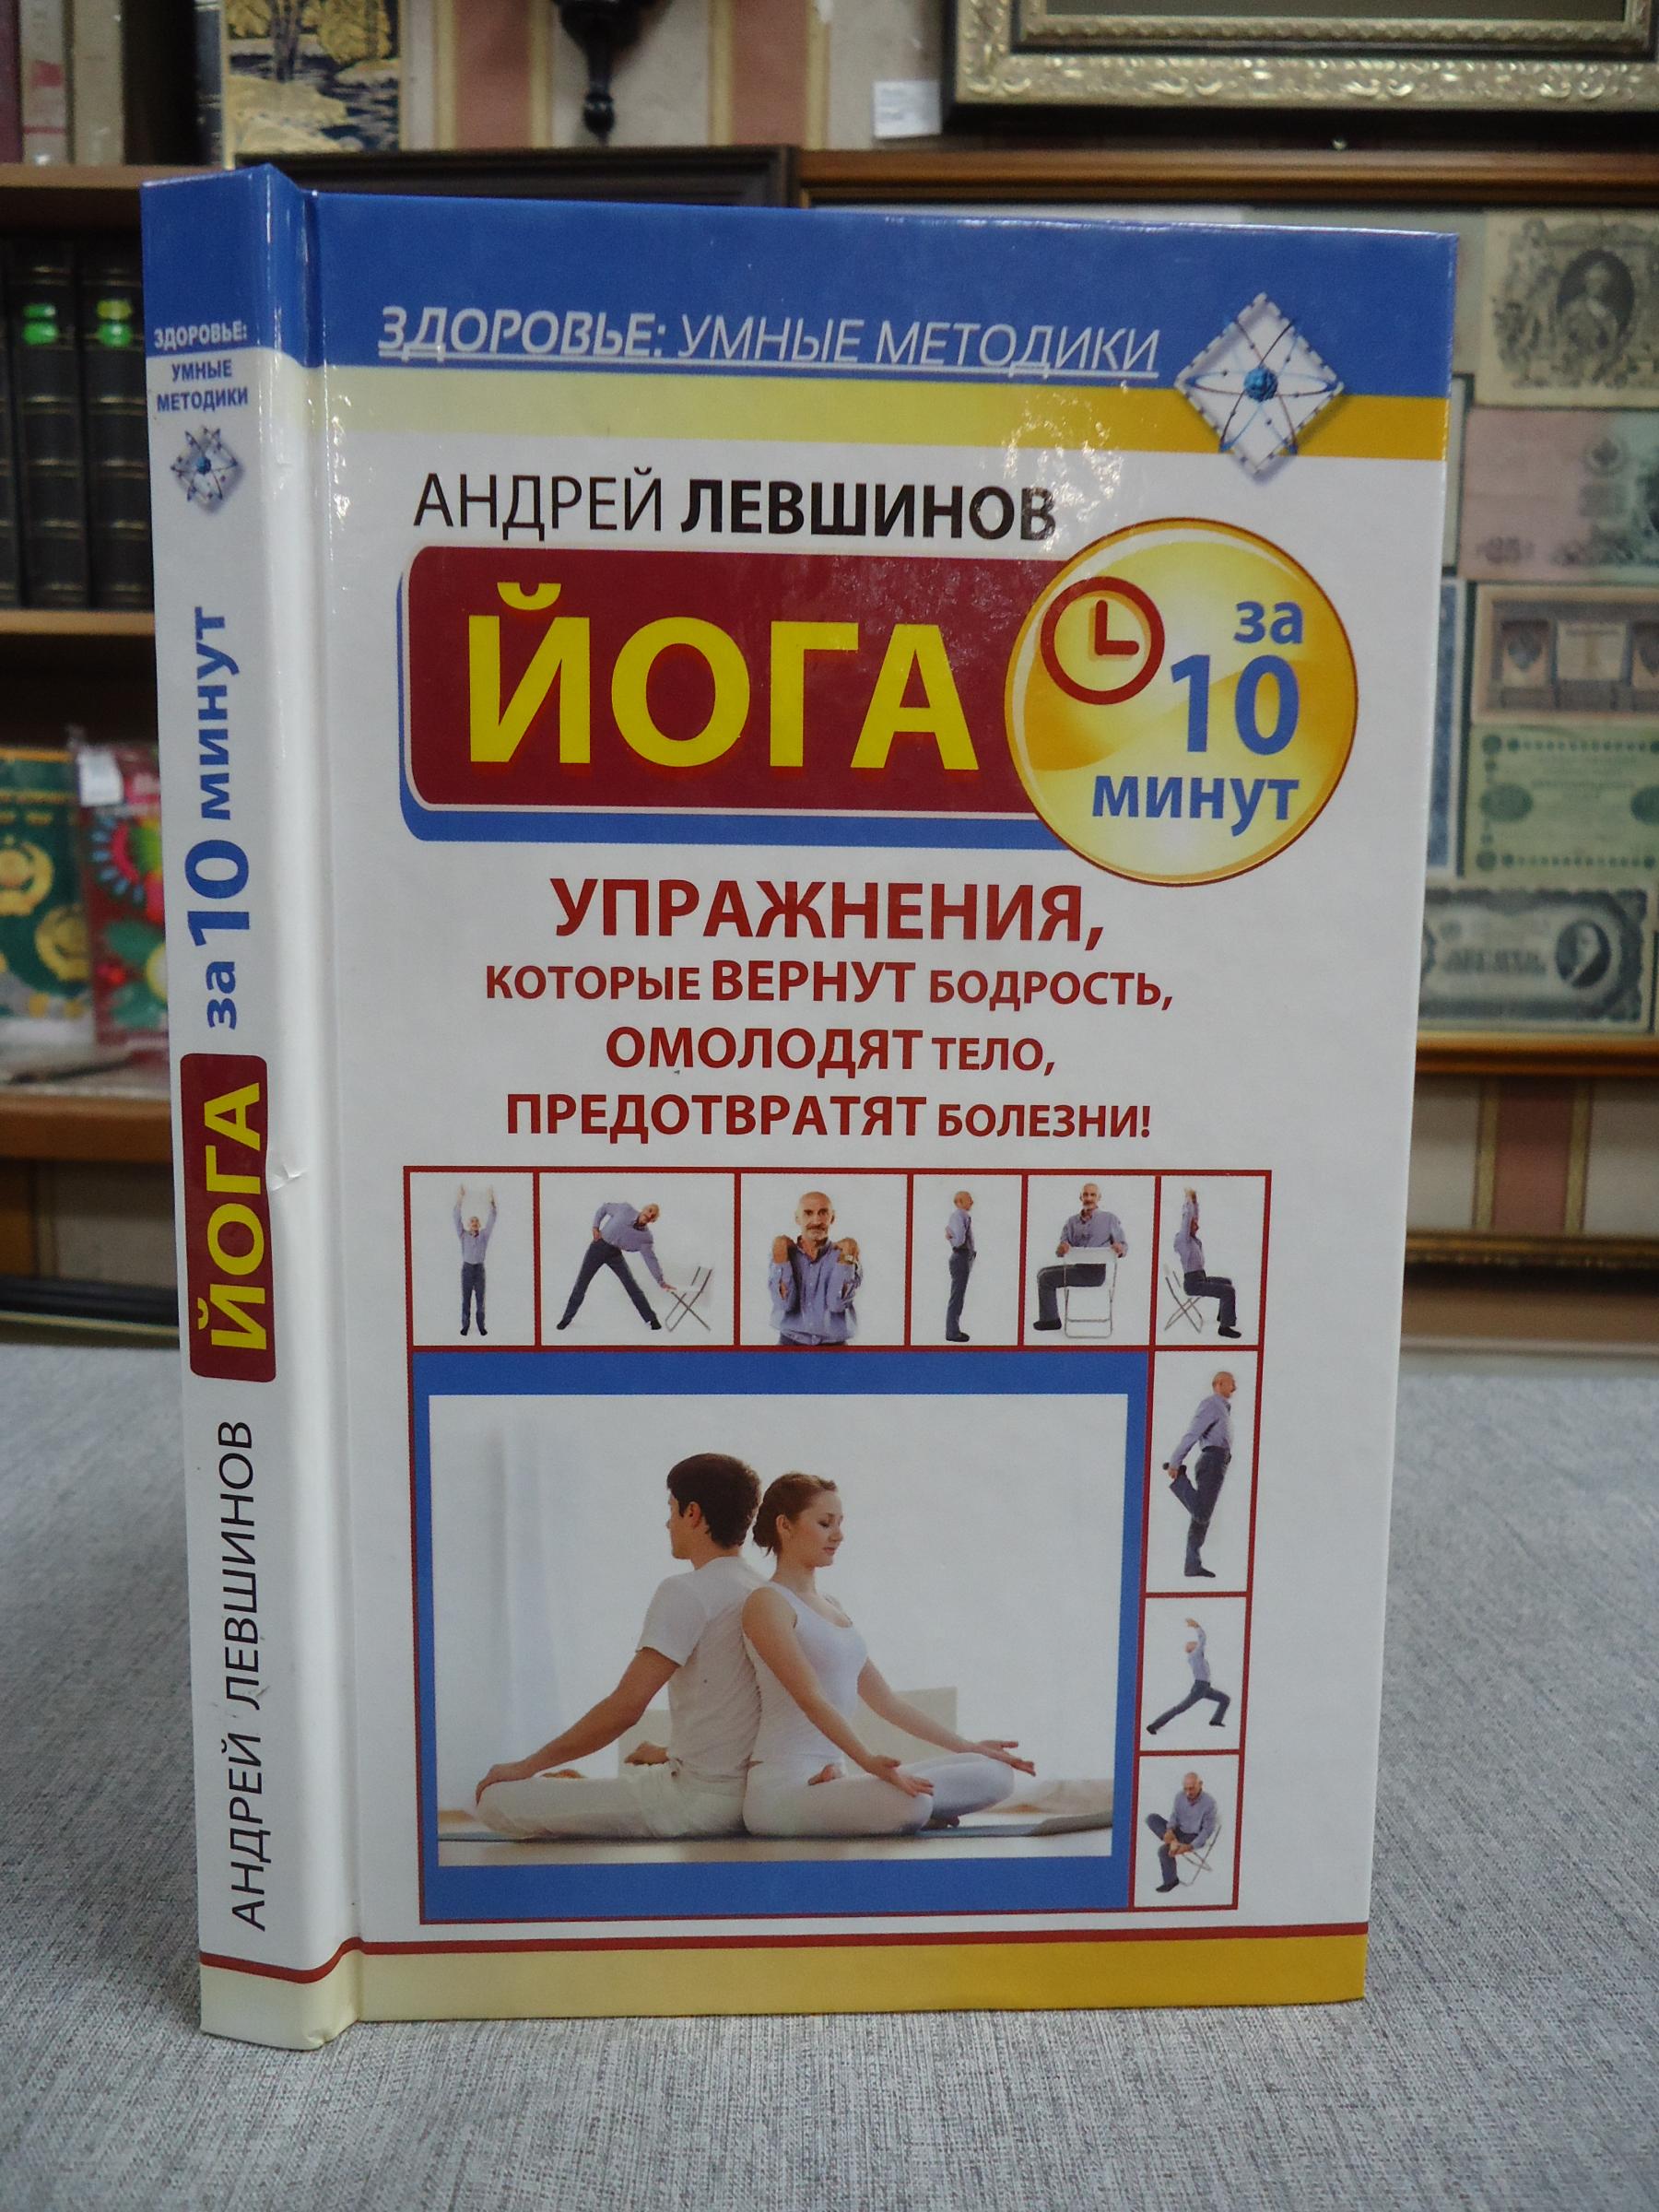 ЗДОРОВЬЕ:
УМНЫЕ
МЕТОДИКИ
АНДРЕЙ ЛЕВШИНОВ ЙОГА за 10 минут
ЗДОРОВЬЕ: УМНЫЕ МЕТОДИКИ
АНДРЕЙ ЛЕВШИНОВ
ЙОГА
за
10
минут
УПРАЖНЕНИЯ,
КОТОРЫЕ ВЕРНУТ БОДРОСТЬ,
ОМОЛОДЯТ ТЕЛО,
ПРЕДОТВРАТЯТ БОЛЕЗНИ!